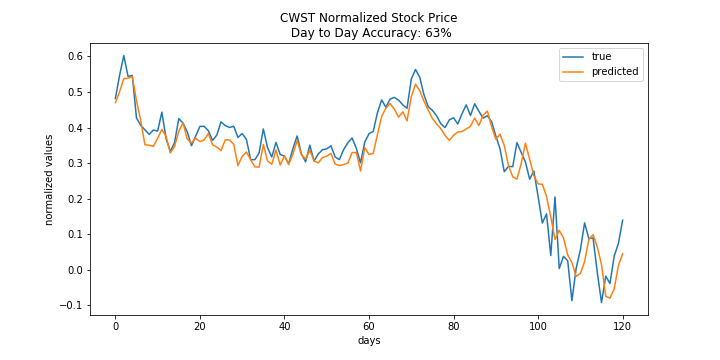 CWST Normalized Stock Price
Day to Day Accuracy: 63%
true
predicted
normalized values
0.6
0.5
0.4
0.3
0.2
0.1
0.0
−0.1
0 20 40 60 80 100 120
days